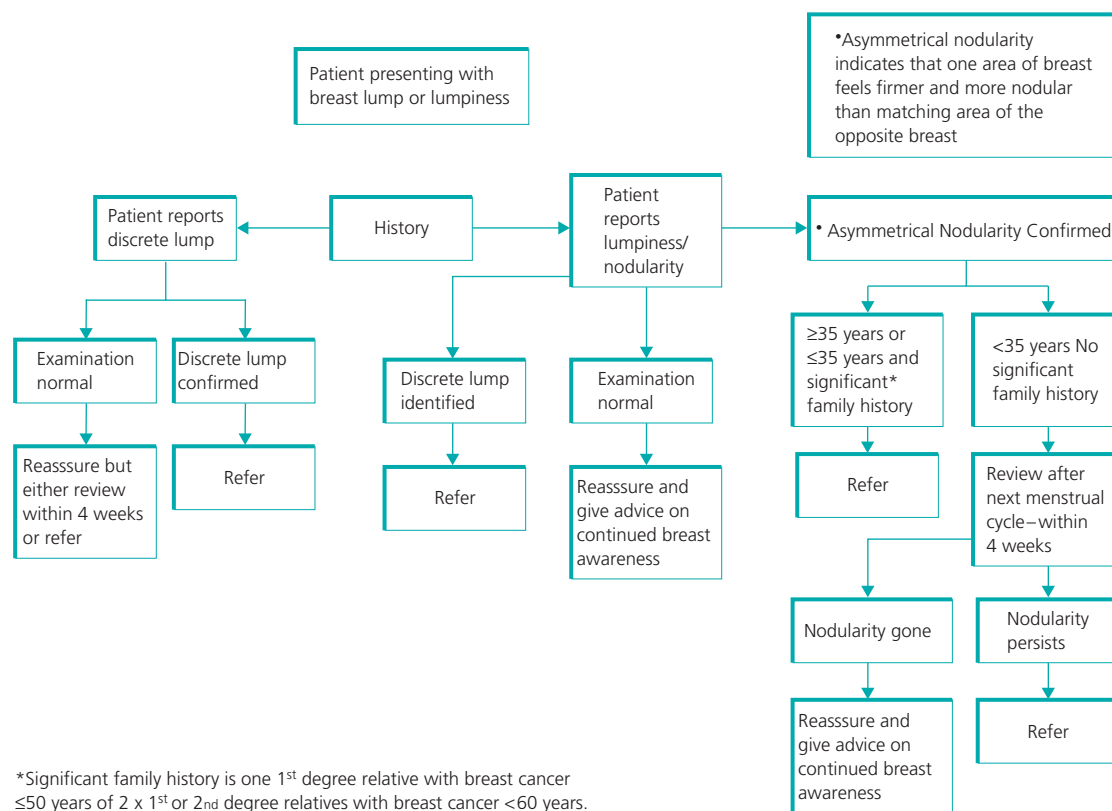 Patient presenting with
breast lump or lumpiness
•Asymmetrical nodularity
indicates that one area of breast
feels firmer and more nodular
than matching area of the
opposite breast
Patient reports
discrete lump
History
Patient
reports
lumpiness/
nodularity
• Asymmetrical Nodularity Confirmed
Examination
normal
Discrete lump
confirmed
Discrete lump
identified
Examination
normal
≥35 years or
≤35 years and
significant*
family history
<35 years No
significant
family history
Reasssure but
either review
within 4 weeks
or refer
Refer
Refer
Reasssure and
give advice on
continued breast
awareness
Refer
Review after
next menstrual
cycle–within
4 weeks
Nodularity gone
Nodularity
persists
Reasssure and
give advice on
continued breast
awareness
Refer
*Significant family history is one 1st degree relative with breast cancer
≤50 years of 2 x 1st or 2nd degree relatives with breast cancer <60 years.